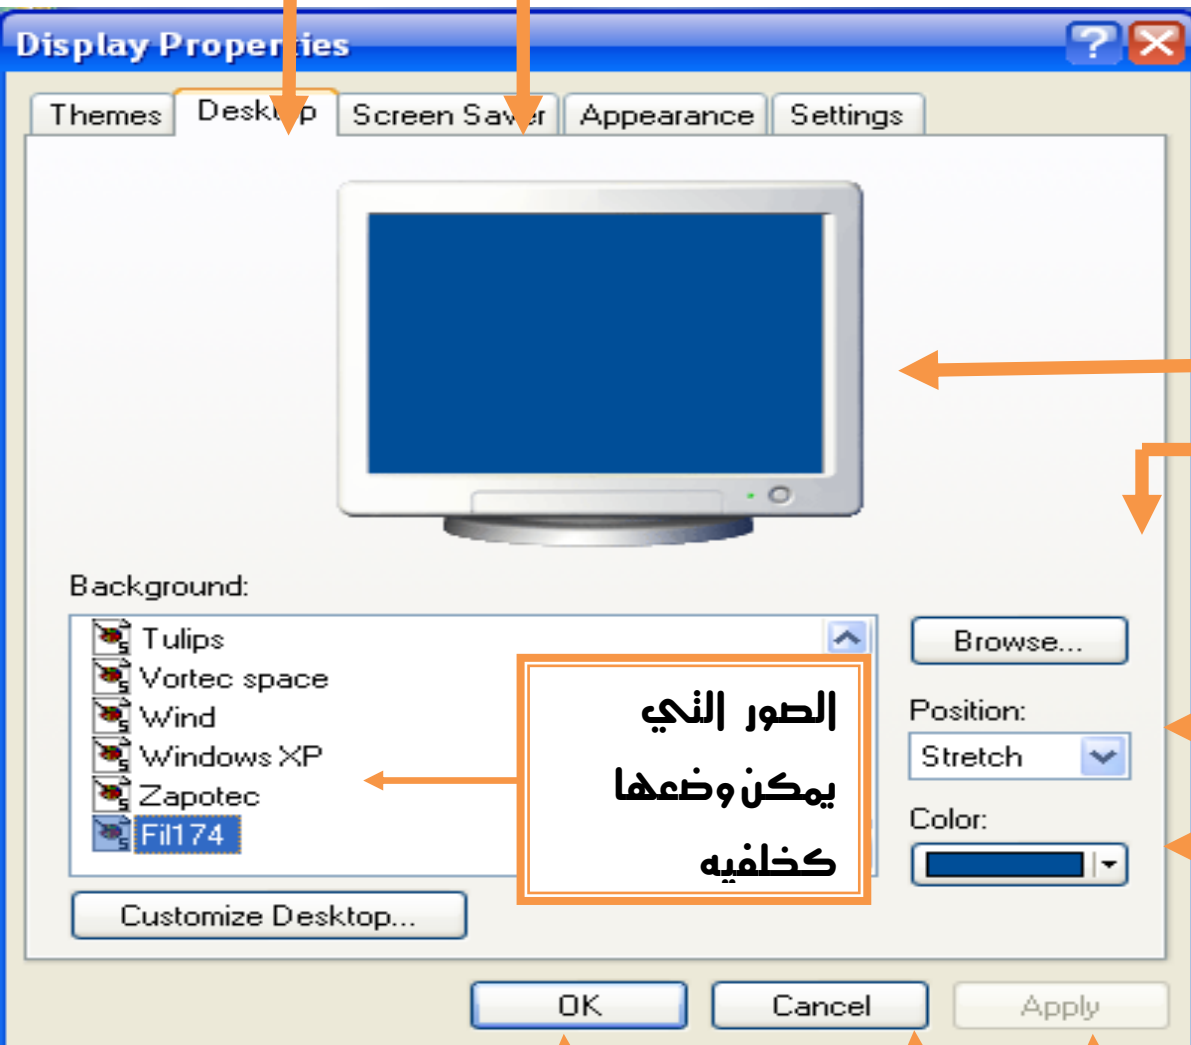 Display Properties
Themes Desktop Screen Saver Appearance Settings
Background:
Tulips
Vortec space
Wind
Windows XP
Zapotec
Fil174
الصور التي
يمكن وضعها
كخلفيه
Browse...
Position:
Stretch
Color:
Customize Desktop...
OK Cancel Apply